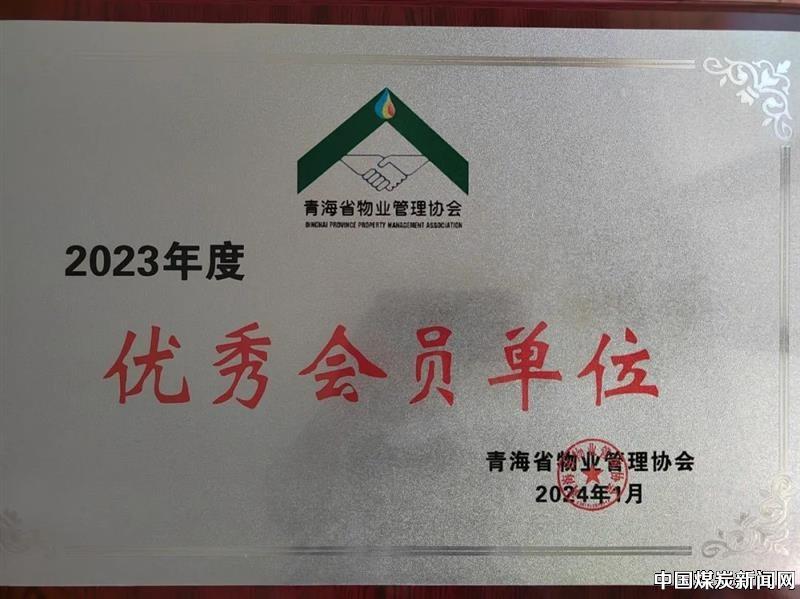 青海省物业管理协会
QINGHAI PROVINCE PROPERTY MANAGEMENT ASSOCIATION
2023年度
优秀会员单位
青海省物业管理协会
2024年1月
中国煤炭新闻网